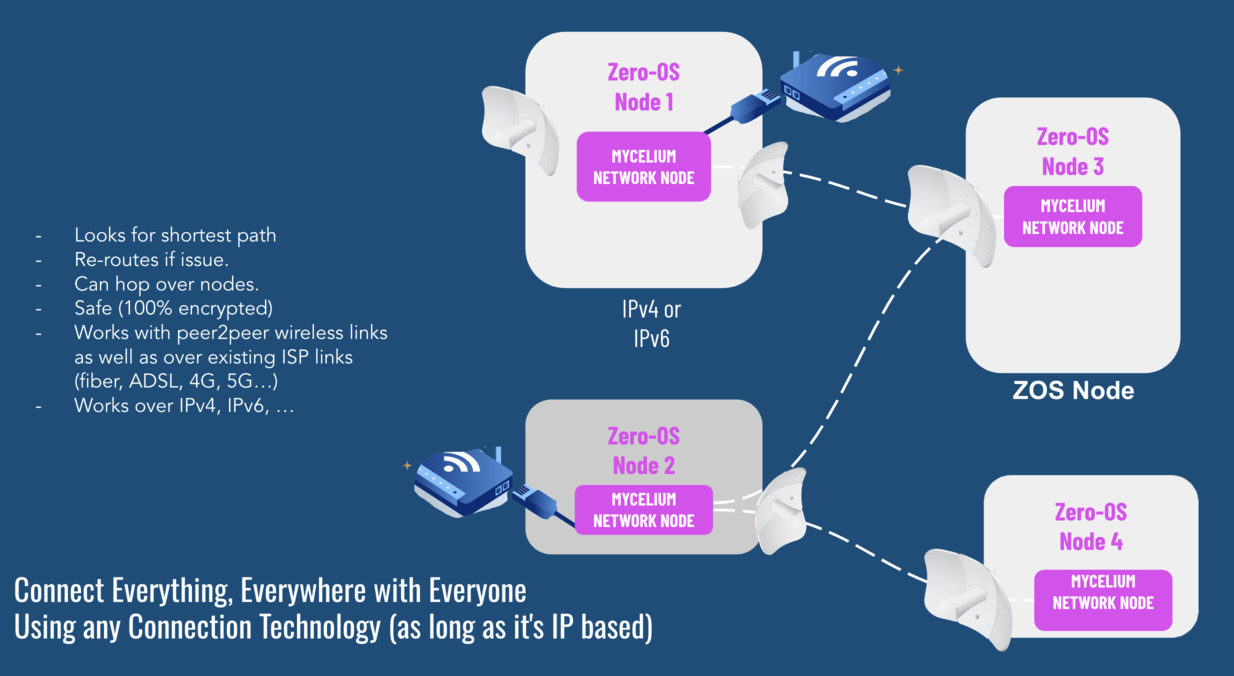 Zero-OS
Node 1
MYCELIUM
NETWORK NODE
IPv4 or
IPv6
Zero-OS
Node 3
MYCELIUM
NETWORK NODE
ZOS Node
- Looks for shortest path
- Re-routes if issue.
- Can hop over nodes.
- Safe (100% encrypted)
- Works with peer2peer wireless links
as well as over existing ISP links
(fiber, ADSL, 4G, 5G...)
- Works over IPv4, IPv6, ...
Zero-OS
Node 2
MYCELIUM
NETWORK NODE
Zero-OS
Node 4
MYCELIUM
NETWORK NODE
Connect Everything, Everywhere with Everyone
Using any Connection Technology (as long as it's IP based)